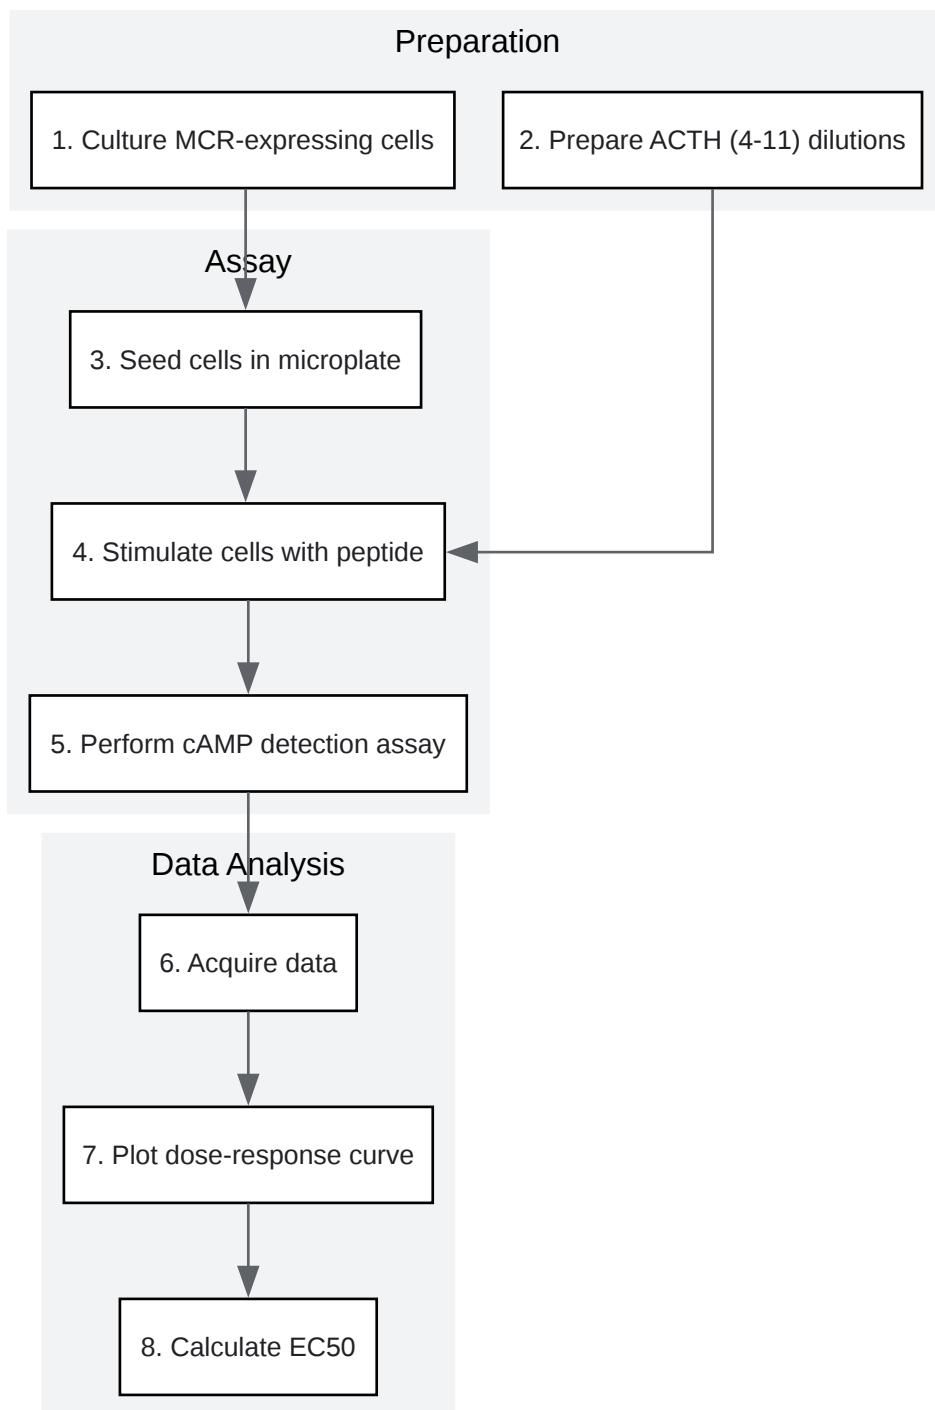 Preparation
1. Culture MCR-expressing cells
2. Prepare ACTH (4-11) dilutions
Assay
3. Seed cells in microplate
4. Stimulate cells with peptide
5. Perform cAMP detection assay
Data Analysis
6. Acquire data
7. Plot dose-response curve
8. Calculate EC50